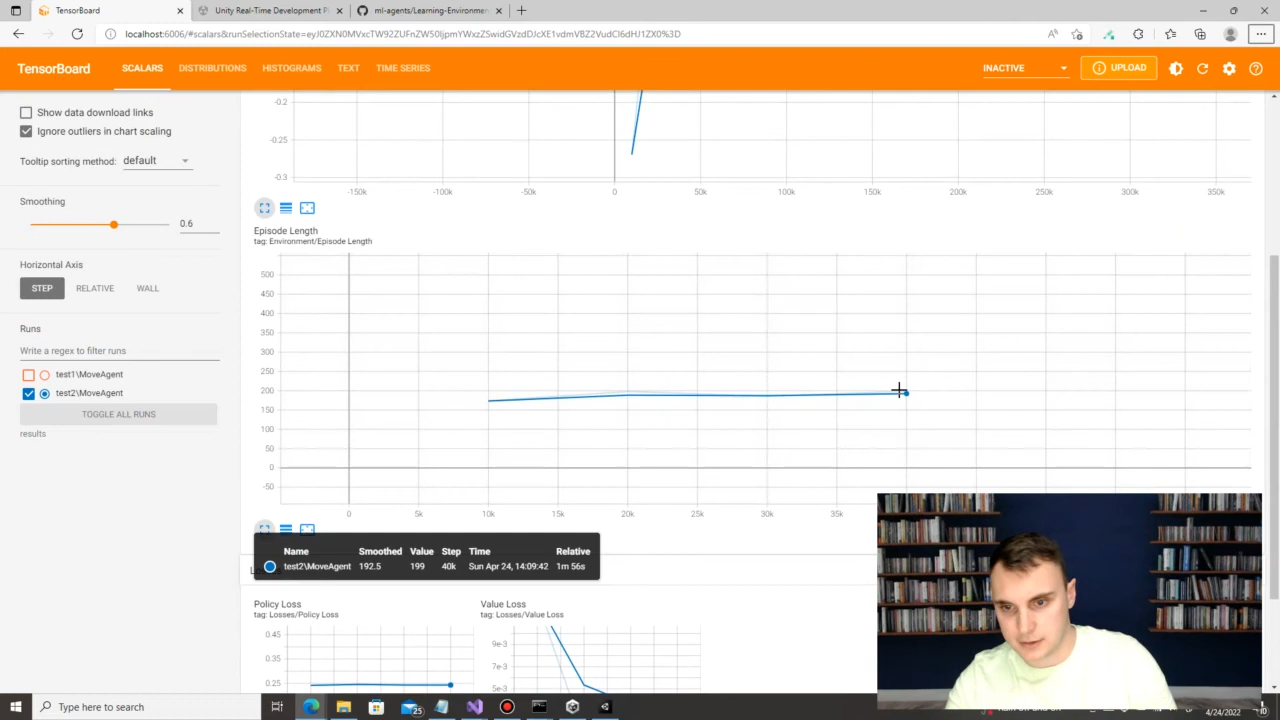 TensorBoard
Unity Real-Time Development P
ml-agents/Learning-Environmen
localhost:6006/#scalars&runSelectionState=eyJ0ZXN0MVxcTW92ZUFnZW50IjpmYWxzZSwidGVzdDJcXE1vdmVBZ2VudCI6dHJ1ZX0%3D
TensorBoard
SCALARS
DISTRIBUTIONS
HISTOGRAMS
TEXT
TIME SERIES
INACTIVE
UPLOAD
Show data download links
Ignore outliers in chart scaling
Tooltip sorting method: default
Smoothing
0.6
Horizontal Axis
STEP
RELATIVE
WALL
Runs
Write a regex to filter runs
test1\MoveAgent
test2\MoveAgent
TOGGLE ALL RUNS
results
-0.2
-0.25
-0.3
-150k -100k -50k 0 50k 100k 150k 200k 250k 300k 350k
Episode Length
tag: Environment/Episode Length
500
450
400
350
300
250
200
150
100
50
0
-50
0 5k 10k 15k 20k 25k 30k 35k
Name Smoothed Value Step Time Relative
test2\MoveAgent 192.5 199 40k Sun Apr 24, 14:09:42 1m 56s
Policy Loss
tag: Losses/Policy Loss
0.45
0.35
0.25
Value Loss
tag: Losses/Value Loss
9e-3
7e-3
5e-3
Type here to search
25
4/24/2022